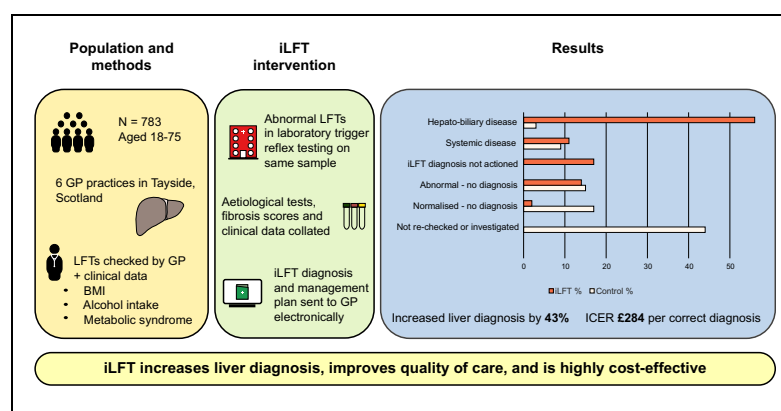 Population and
methods
N = 783
Aged 18-75
6 GP practices in Tayside,
Scotland
LFTs checked by GP
+ clinical data
• BMI
• Alcohol intake
• Metabolic syndrome
iLFT
intervention
Abnormal LFTs
in laboratory trigger
reflex testing on
same sample
Aetiological tests,
fibrosis scores and
clinical data collated
iLFT diagnosis
and management
plan sent to GP
electronically
Results
Hepato-biliary disease
Systemic disease
iLFT diagnosis not actioned
Abnormal - no diagnosis
Normalised - no diagnosis
Not re-checked or investigated
0 10 20 30 40 50
iLFT % Control %
Increased liver diagnosis by 43% ICER £284 per correct diagnosis
iLFT increases liver diagnosis, improves quality of care, and is highly cost-effective